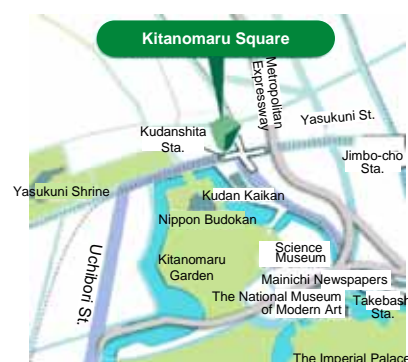 Kitanomaru Square
Metropolitan
Expressway
Yasukuni St.
Kudanshita
Sta.
Jimbo-cho
Sta.
Yasukuni Shrine
Kudan Kaikan
Nippon Budokan
Uchibori St.
Kitanomaru
Garden
Science
Museum
Mainichi Newspapers
The National Museum
of Modern Art
Takebash
Sta.
The Imperial Palace